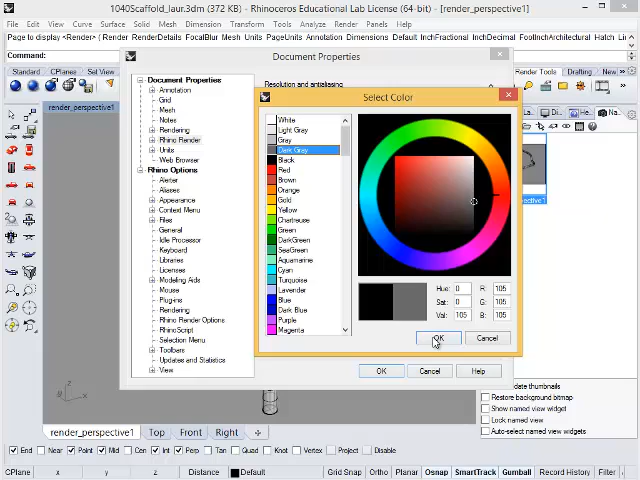 1040Scaffold_laur.3dm (372 KB) - Rhinoceros Educational Lab License (64-bit) - [render_perspective1]
File Edit View Curve Surface Solid Mesh Dimension Transform Tools Analyze Render Panels Help
Page to display <Render> ( Render RenderDetails FocalBlur Mesh Units PageUnits Annotation Dimensions Default InchFractional InchDecimal FootInchArchitectural Hatch Lin
Command:
Standard CPlanes Set View
Render Tools Drafting New »
render_perspective1
Document Properties
Document Properties
Annotation
Grid
Mesh
Notes
Rendering
Rhino Render
Units
Web Browser
Rhino Options
Alerter
Aliases
Appearance
Context Menu
Files
General
Idle Processor
Keyboard
Libraries
Licenses
Modeling Aids
Mouse
Plug-ins
Rendering
Rhino Render Options
RhinoScript
Selection Menu
Toolbars
Updates and Statistics
View
Resolution and antialiasing
Select Color
White
Light Gray
Gray
Dark Gray
Black
Red
Brown
Orange
Gold
Yellow
Chartreuse
Green
DarkGreen
SeaGreen
Aquamarine
Cyan
Turquoise
Lavender
Blue
Dark Blue
Purple
Magenta
Hue: 0 R: 105
Sat: 0 G: 105
Val: 105 B: 105
OK Cancel
OK Cancel Help
La... Di... He... Na...
spective1
date thumbnails
Restore background bitmap
Show named view widget
Lock named view
Auto-select named view widgets
z
y
x
render_perspective1 Top Front Right
End Near Point Mid Cen Int Perp Tan Quad Knot Vertex Project Disable
CPlane x y z Distance Default Grid Snap Ortho Planar Osnap SmartTrack Gumball Record History Filter